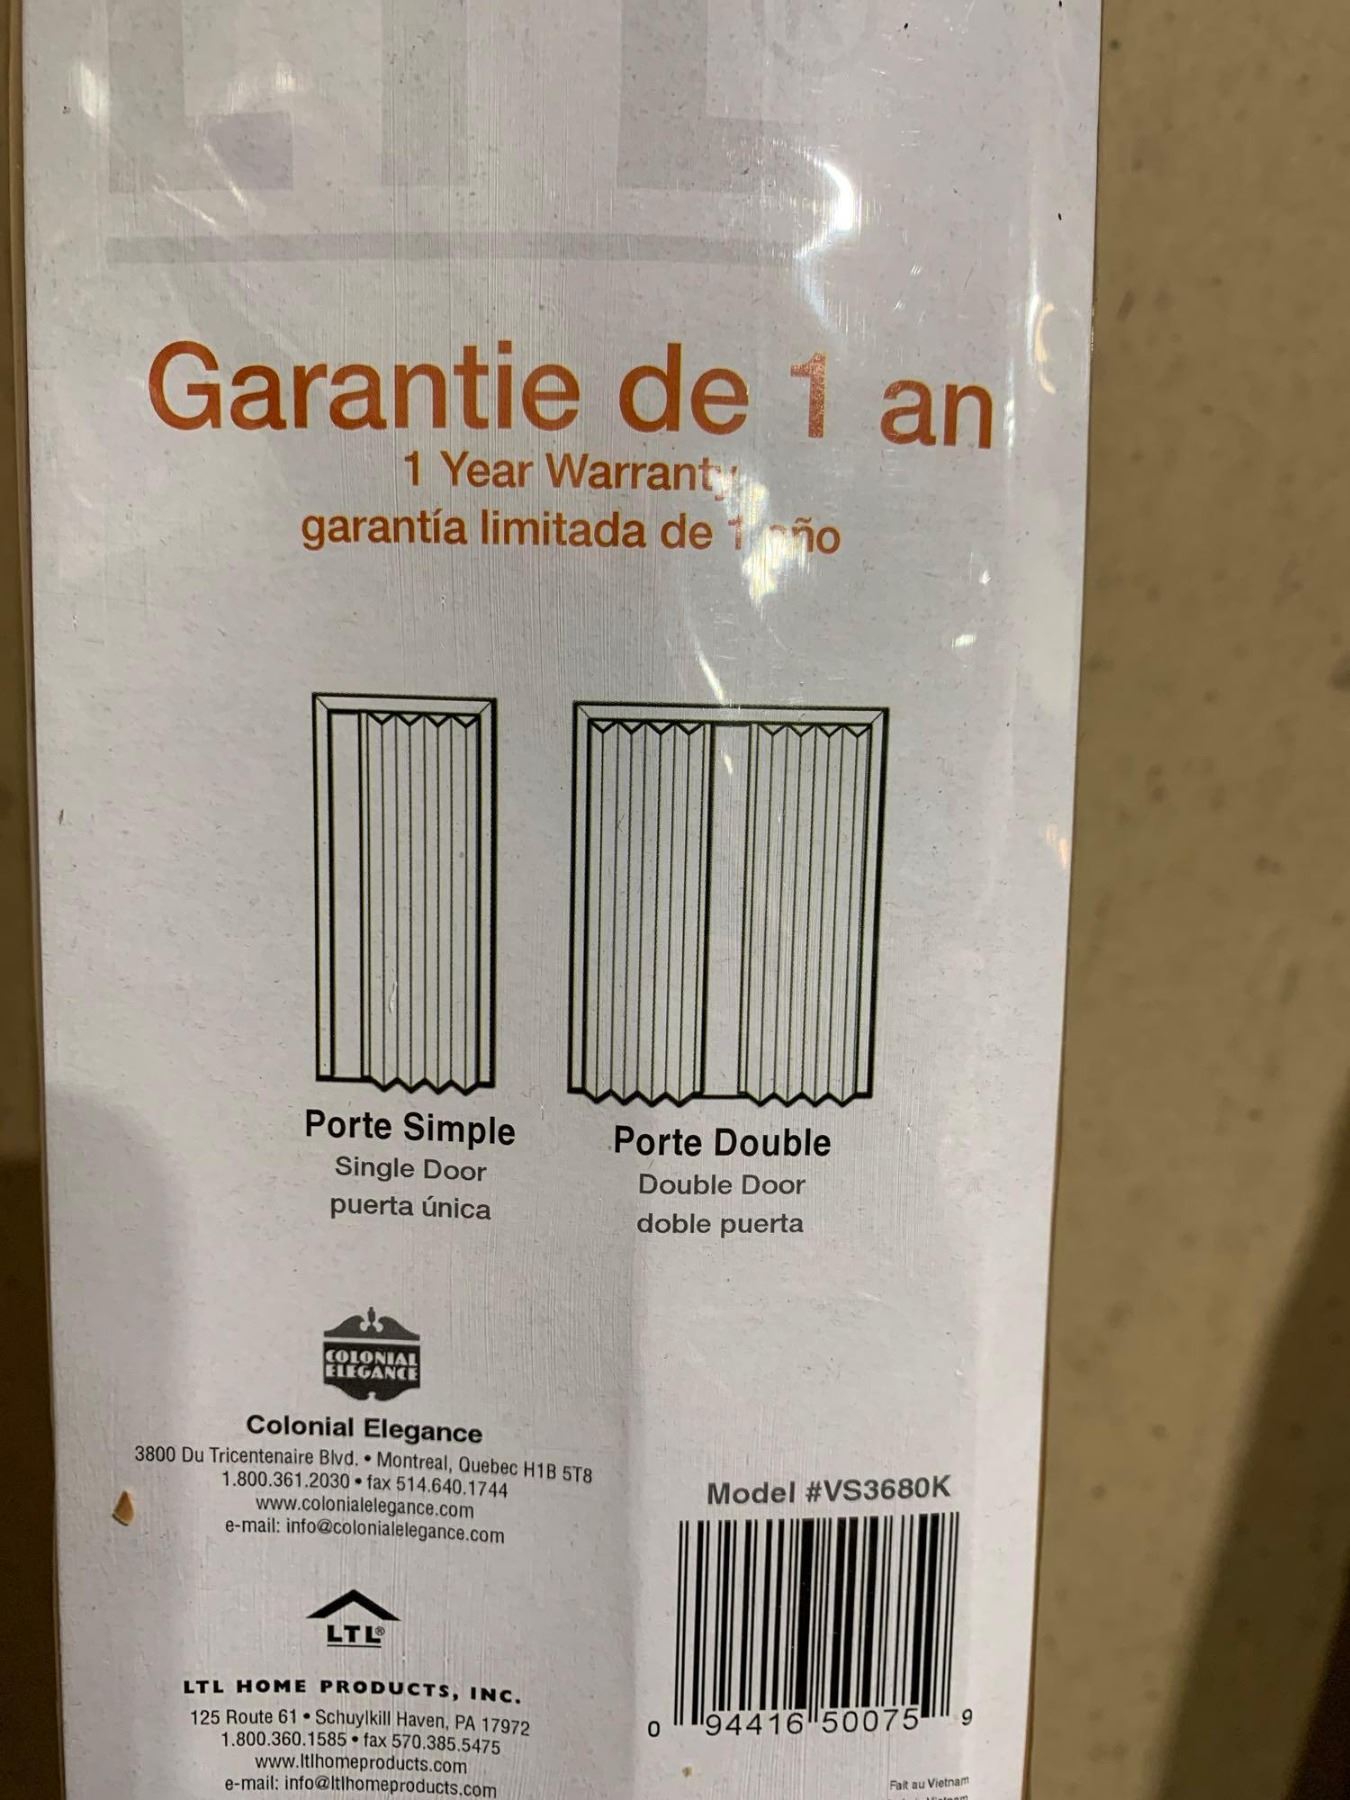 Garantie de 1 an
1 Year Warranty
garantía limitada de 1 año
Porte Simple
Single Door
puerta única
Porte Double
Double Door
doble puerta
COLONIAL
ELEGANCE
Colonial Elegance
3800 Du Tricentenaire Blvd. • Montreal, Quebec H1B 5T8
1.800.361.2030 • fax 514.640.1744
www.colonialelegance.com
e-mail: info@colonialelegance.com
LTL®
LTL HOME PRODUCTS, INC.
125 Route 61 • Schuylkill Haven, PA 17972
1.800.360.1585 • fax 570.385.5475
www.ltlhomeproducts.com
e-mail: info@ltlhomeproducts.com
Model #VS3680K
0 94416 50075 9
Fait au Vietnam